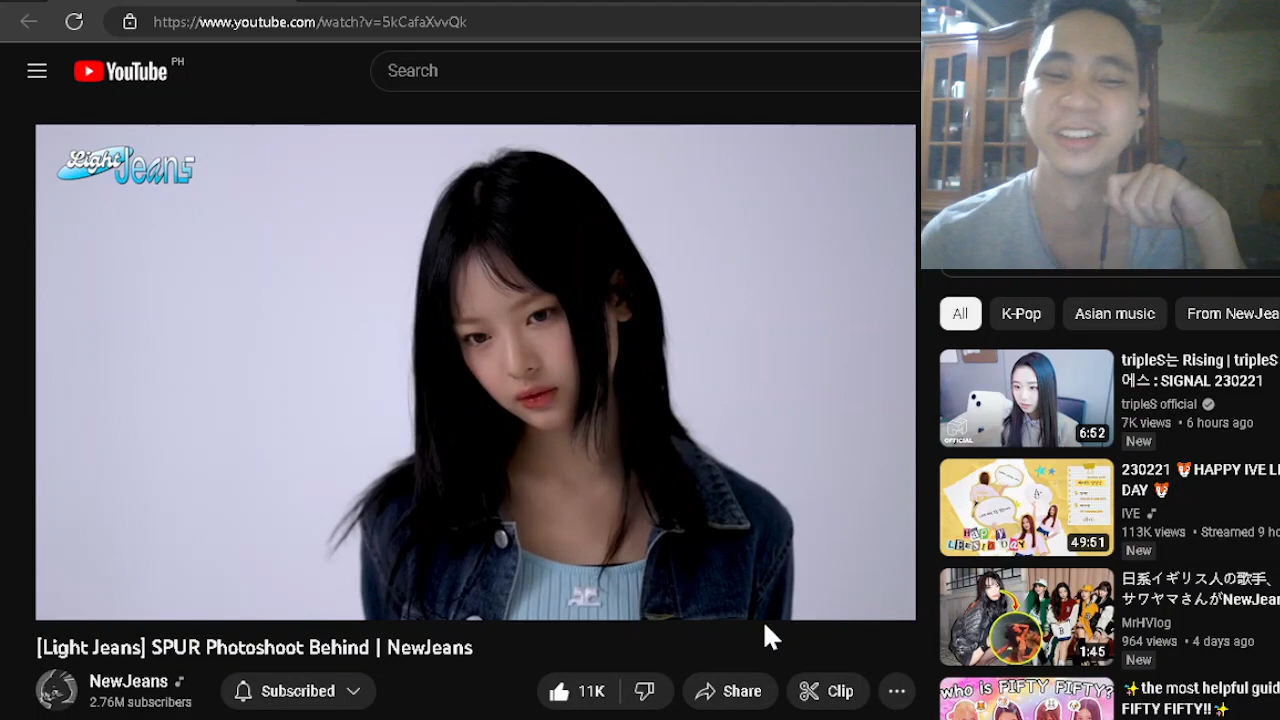 https://www.youtube.com/watch?v=5kCafaXvvQk
YouTube PH
Search
Light Jeans
[Light Jeans] SPUR Photoshoot Behind | NewJeans
NewJeans
2.76M subscribers
Subscribed
11K
Share
Clip
All
K-Pop
Asian music
From NewJea
tripleS는 Rising | tripleS
에스 : SIGNAL 230221
tripleS official
7K views • 6 hours ago
New
6:52
OFFICIAL
230221 🐯HAPPY IVE LE
DAY 🐯
IVE
113K views • Streamed 9 ho
New
HAPPY
49:51
日系イギリス人の歌手、
サワヤマさんがNewJean
MrHVlog
964 views • 4 days ago
New
1:45
✨the most helpful guid
FIFTY FIFTY!!✨
who is FIFTY FIFTY?